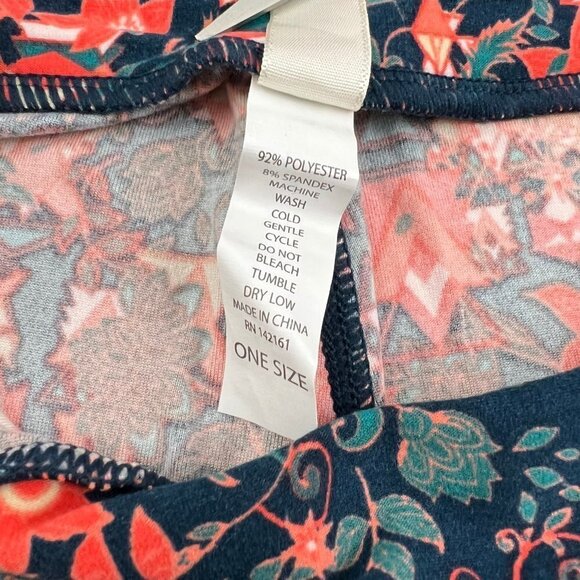 92% POLYESTER
8% SPANDEX
MACHINE
WASH
COLD
GENTLE
CYCLE
DO NOT
BLEACH
TUMBLE
DRY LOW
MADE IN CHINA
RN 142161
ONE SIZE